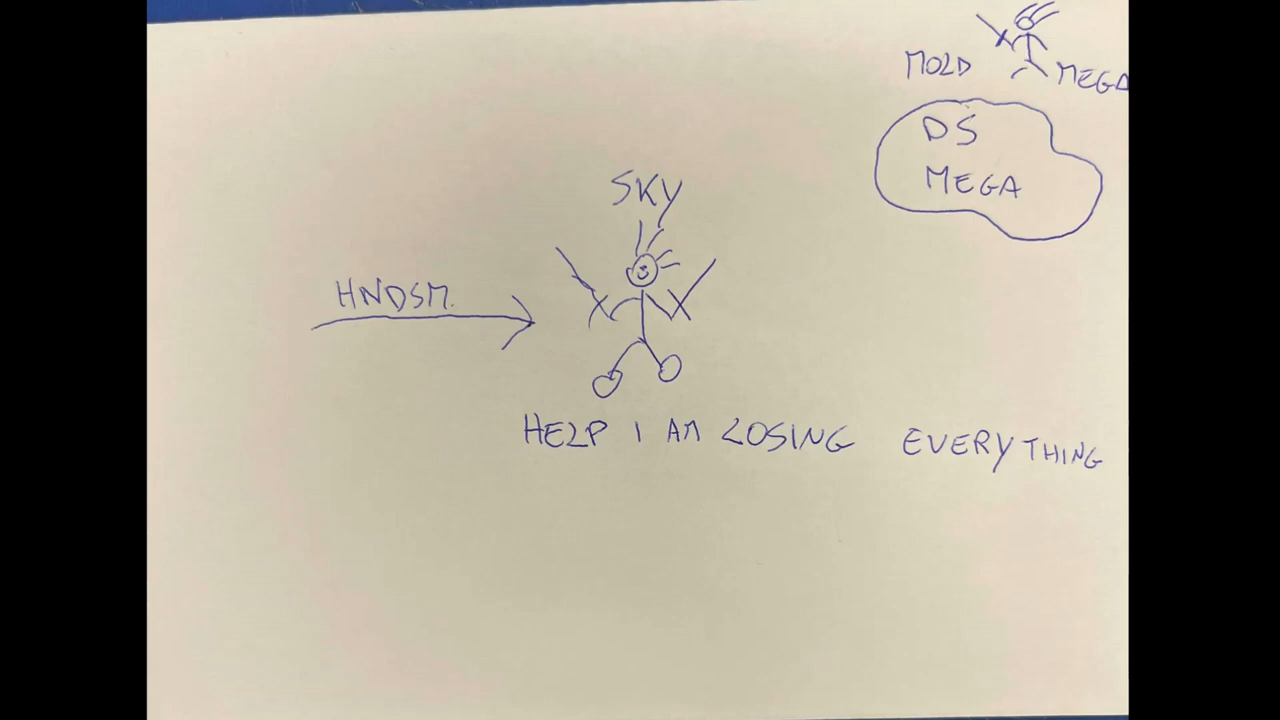 MOLD MEGA
DS
MEGA
SKY
HNDSM.
HELP I AM LOSING EVERYTHING